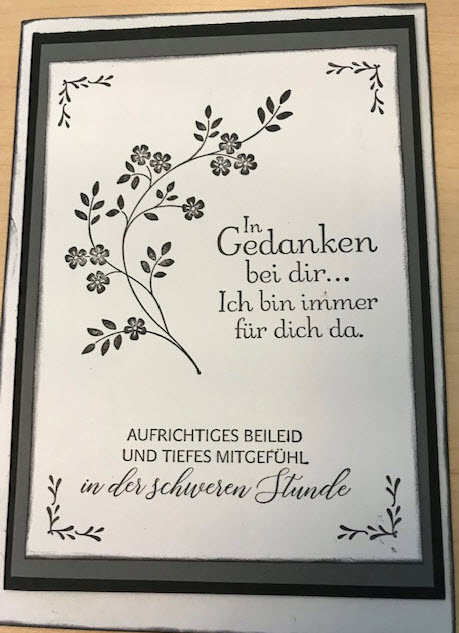 In
Gedanken
bei dir...
Ich bin immer
für dich da.
AUFRICHTIGES BEILEID
UND TIEFES MITGEFÜHL
in der schweren Stunde